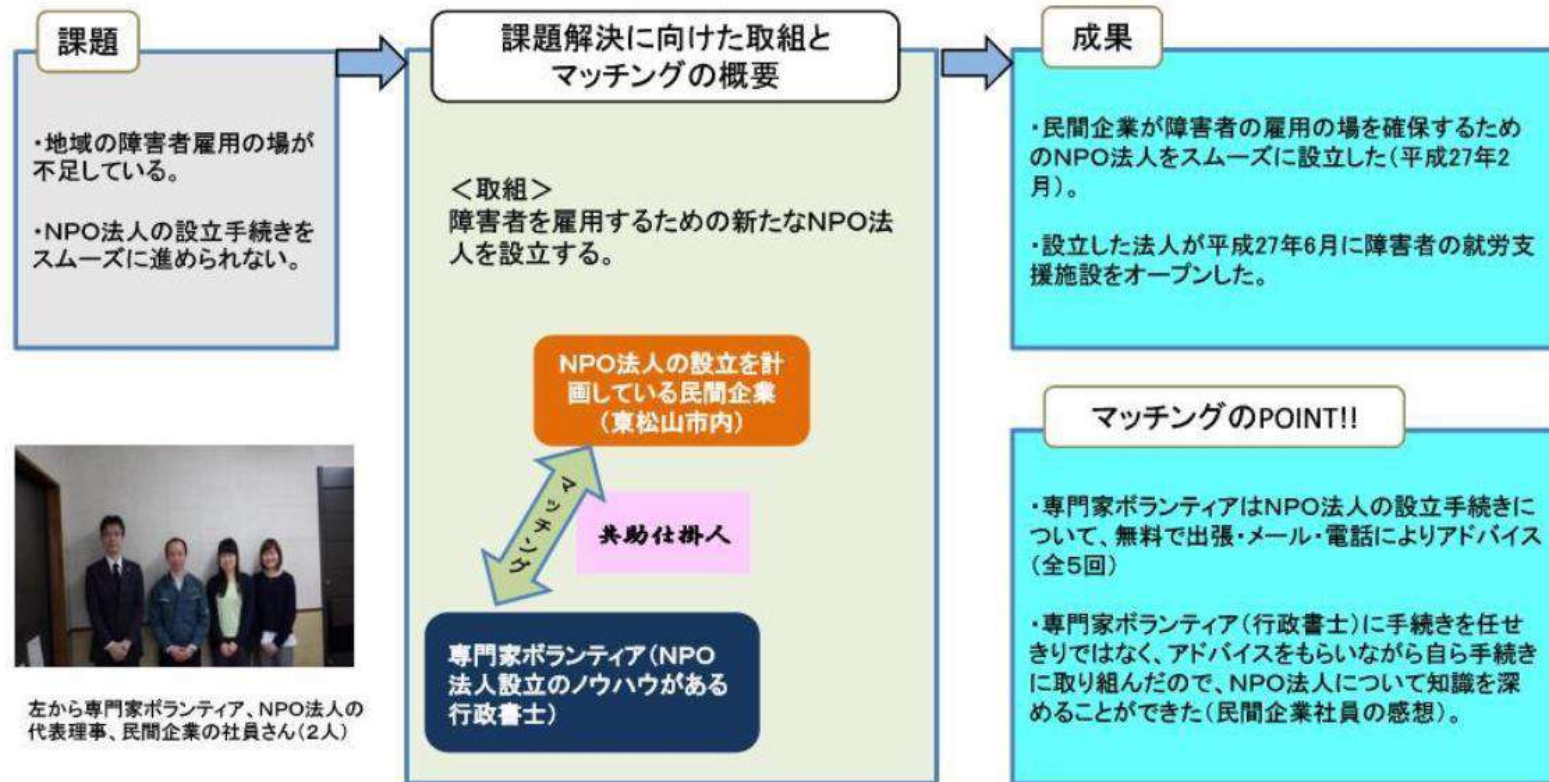 課題
・地域の障害者雇用の場が
不足している。
・NPO法人の設立手続きを
スムーズに進められない。
左から専門家ボランティア、NPO法人の
代表理事、民間企業の社員さん(2人)
課題解決に向けた取組と
マッチングの概要
<取組>
障害者を雇用するための新たなNPO法
人を設立する。
NPO法人の設立を計
画している民間企業
(東松山市内)
マッチング
共助仕掛人
専門家ボランティア(NPO
法人設立のノウハウがある
行政書士)
成果
・民間企業が障害者の雇用の場を確保するため
のNPO法人をスムーズに設立した(平成27年2
月)。
・設立した法人が平成27年6月に障害者の就労支
援施設をオープンした。
マッチングのPOINT!!
・専門家ボランティアはNPO法人の設立手続きに
ついて、無料で出張・メール・電話によりアドバイス
(全5回)
・専門家ボランティア(行政書士)に手続きを任せ
きりではなく、アドバイスをもらいながら自ら手続き
に取り組んだので、NPO法人について知識を深
めることができた(民間企業社員の感想)。